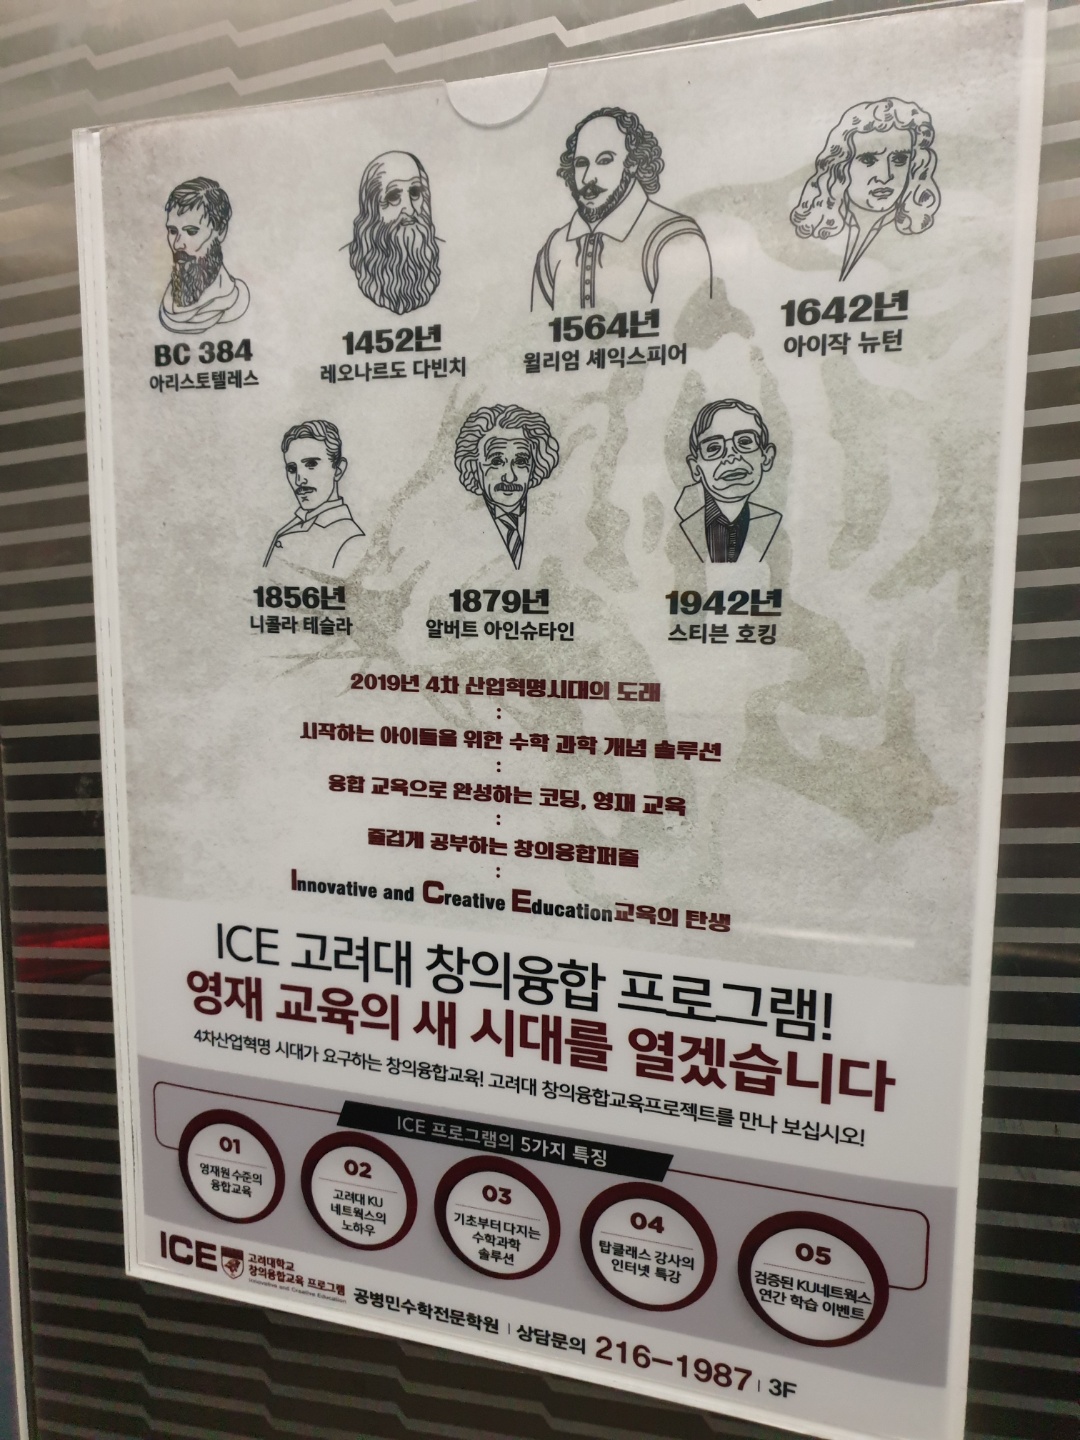 BC 384
아리스토텔레스
1452년
레오나르도 다빈치
1564년
윌리엄 셰익스피어
1642년
아이작 뉴턴
1856년
니콜라 테슬라
1879년
알버트 아인슈타인
1942년
스티븐 호킹
2019년 4차 산업혁명시대의 도래
:
시작하는 아이들을 위한 수학 과학 개념 솔루션
:
융합 교육으로 완성하는 코딩, 영재 교육
:
즐겁게 공부하는 창의융합퍼즐
:
Innovative and Creative Education교육의 탄생
ICE 고려대 창의융합 프로그램!
영재 교육의 새 시대를 열겠습니다
4차산업혁명 시대가 요구하는 창의융합교육! 고려대 창의융합교육프로젝트를 만나 보십시오!
ICE 프로그램의 5가지 특징
01
영재원 수준의
융합교육
02
고려대 KU
네트웍스의
노하우
03
기초부터 다지는
수학과학
솔루션
04
탑클래스 강사의
인터넷 특강
05
검증된 KU네트웍스
연간 학습 이벤트
ICE
고려대학교
창의융합교육 프로그램
Innovative and Creative Education
공병민수학전문학원 | 상담문의 216-1987 | 3F